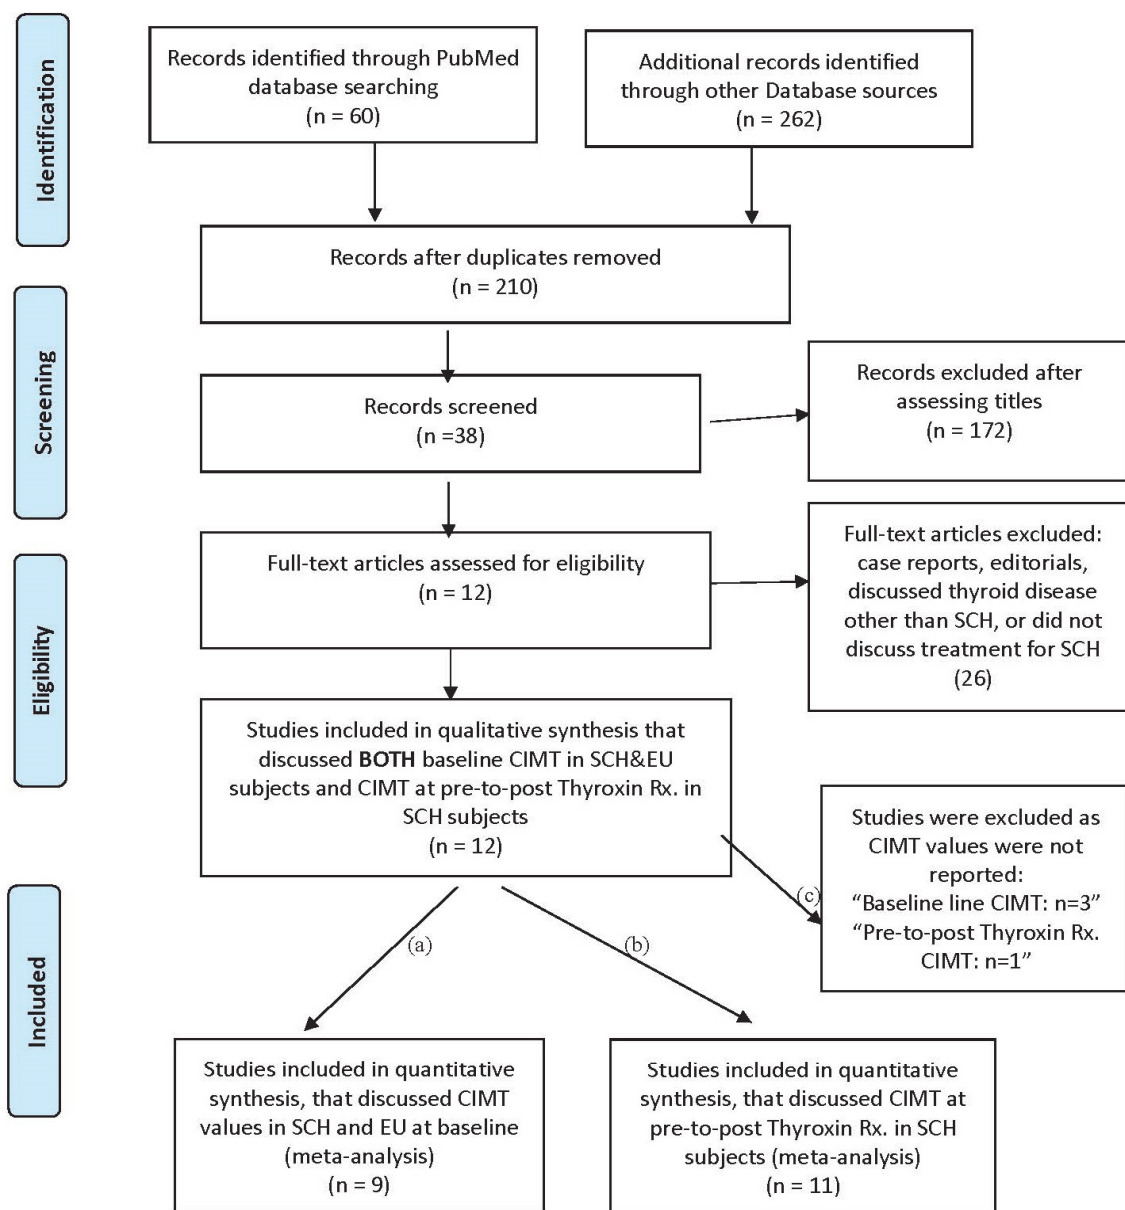 Identification
Records identified through PubMed
database searching
(n = 60)
Additional records identified
through other Database sources
(n = 262)
Records after duplicates removed
(n = 210)
Screening
Records screened
(n =38)
Records excluded after
assessing titles
(n = 172)
Eligibility
Full-text articles assessed for eligibility
(n = 12)
Full-text articles excluded:
case reports, editorials,
discussed thyroid disease
other than SCH, or did not
discuss treatment for SCH
(26)
Studies included in qualitative synthesis that
discussed BOTH baseline CIMT in SCH&EU
subjects and CIMT at pre-to-post Thyroxin Rx. in
SCH subjects
(n = 12)
(c)
Studies were excluded as
CIMT values were not
reported:
“Baseline line CIMT: n=3”
“Pre-to-post Thyroxin Rx.
CIMT: n=1”
Included
(a)
(b)
Studies included in quantitative
synthesis, that discussed CIMT
values in SCH and EU at baseline
(meta-analysis)
(n = 9)
Studies included in quantitative
synthesis, that discussed CIMT at
pre-to-post Thyroxin Rx. in SCH
subjects (meta-analysis)
(n = 11)